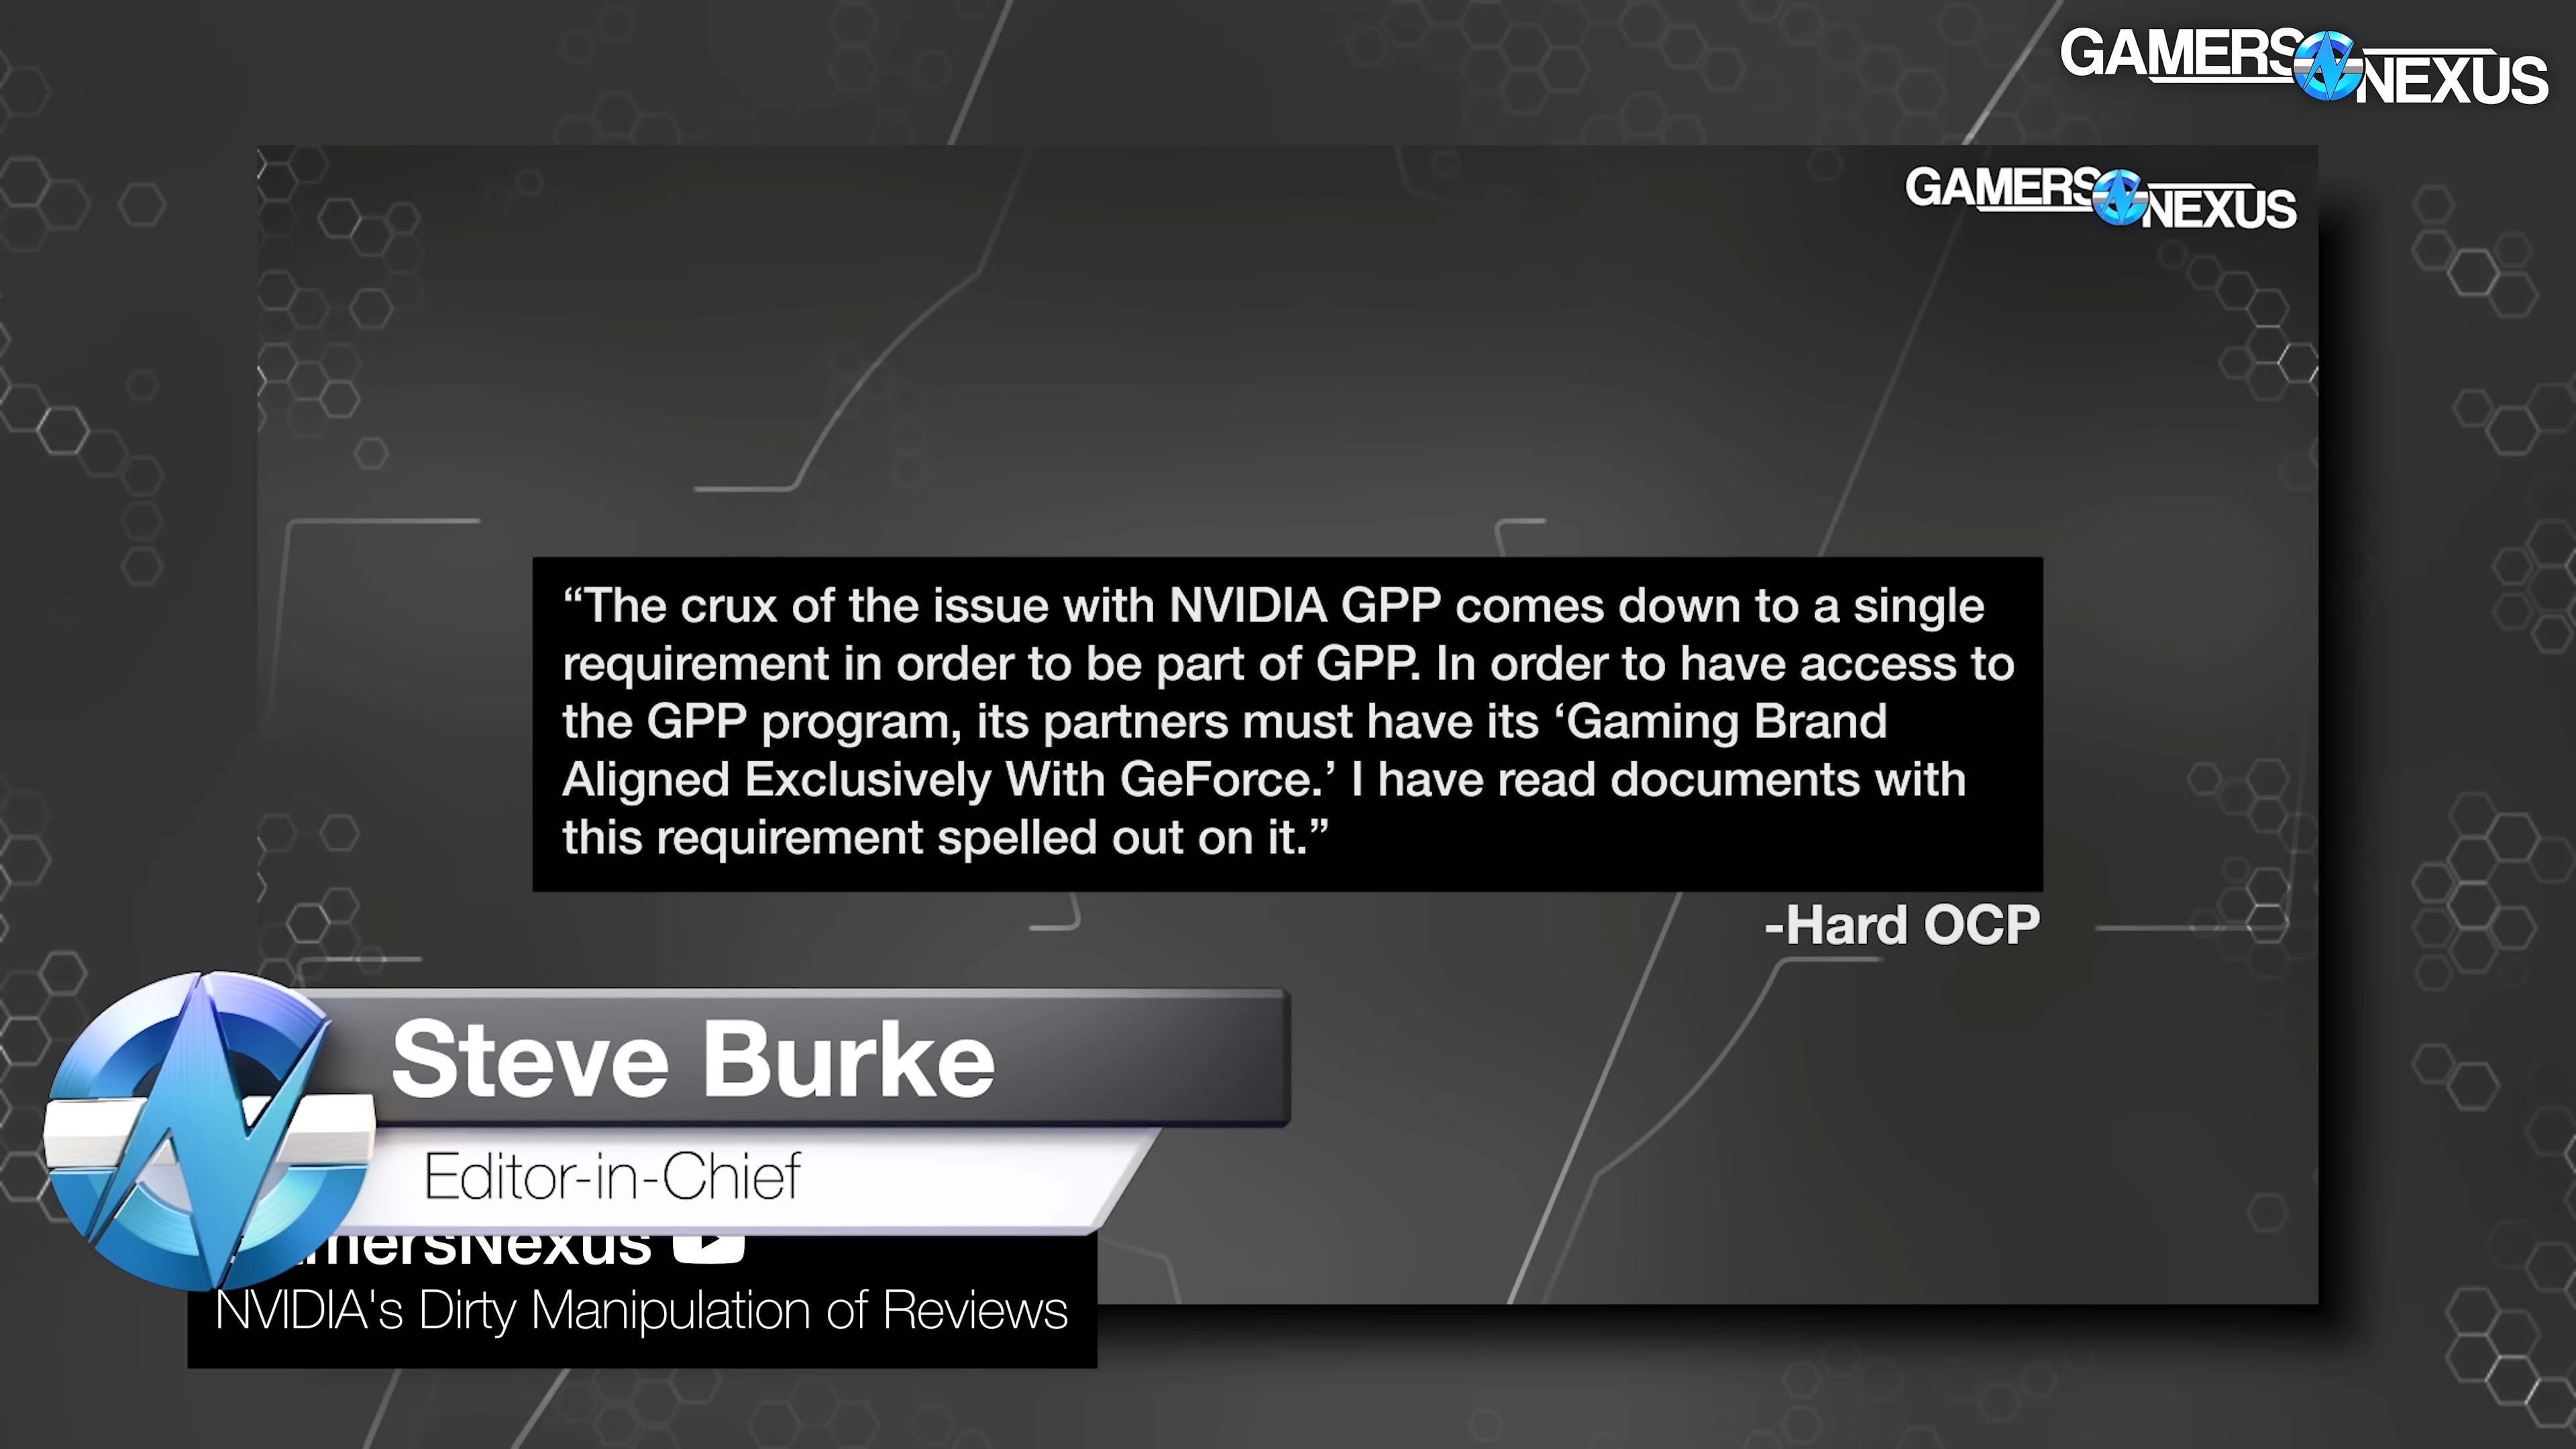 GAMERS NEXUS
GAMERS NEXUS
“The crux of the issue with NVIDIA GPP comes down to a single
requirement in order to be part of GPP. In order to have access to
the GPP program, its partners must have its ‘Gaming Brand
Aligned Exclusively With GeForce.’ I have read documents with
this requirement spelled out on it.”
-Hard OCP
Steve Burke
Editor-in-Chief
NVIDIA's Dirty Manipulation of Reviews